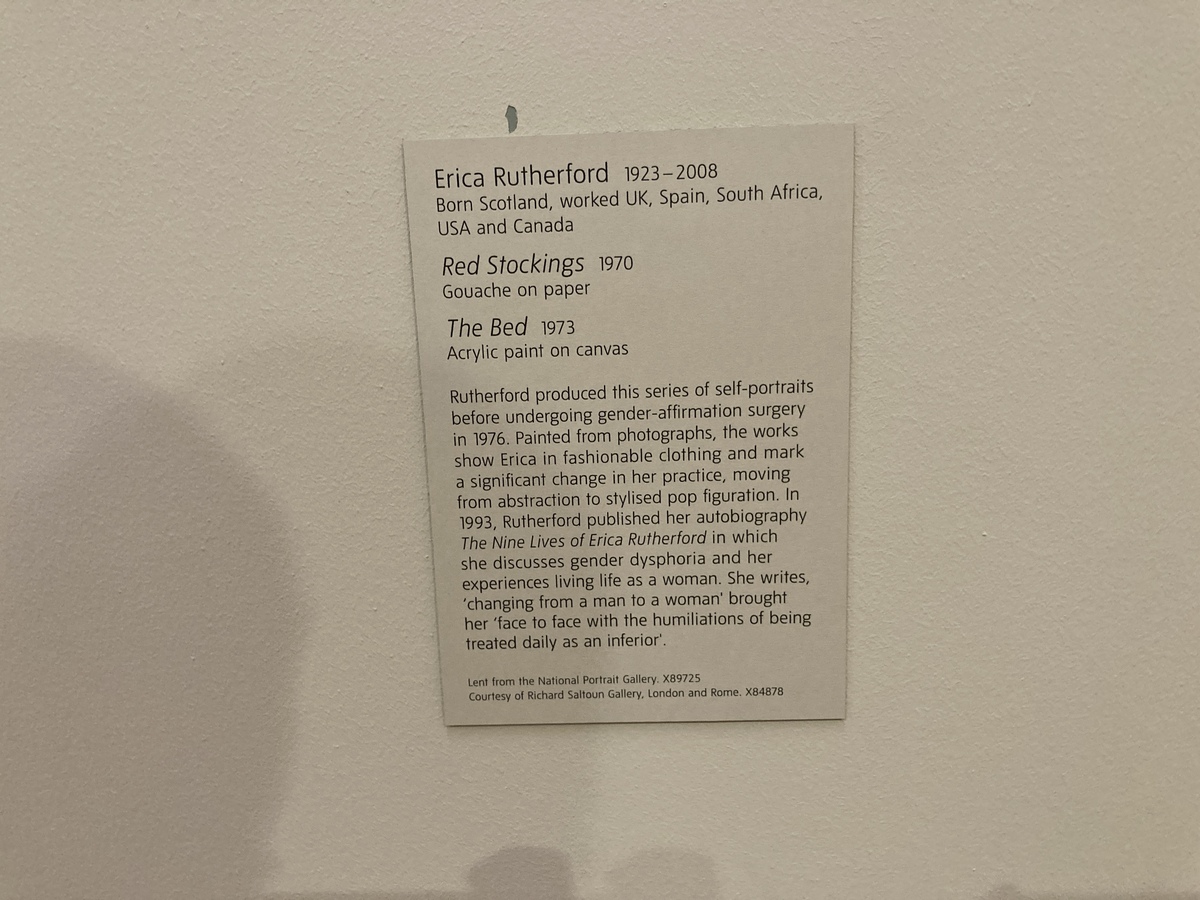 Erica Rutherford 1923–2008
Born Scotland, worked UK, Spain, South Africa,
USA and Canada
Red Stockings 1970
Gouache on paper
The Bed 1973
Acrylic paint on canvas
Rutherford produced this series of self-portraits
before undergoing gender-affirmation surgery
in 1976. Painted from photographs, the works
show Erica in fashionable clothing and mark
a significant change in her practice, moving
from abstraction to stylised pop figuration. In
1993, Rutherford published her autobiography
The Nine Lives of Erica Rutherford in which
she discusses gender dysphoria and her
experiences living life as a woman. She writes,
‘changing from a man to a woman' brought
her ‘face to face with the humiliations of being
treated daily as an inferior'.
Lent from the National Portrait Gallery. X89725
Courtesy of Richard Saltoun Gallery, London and Rome. X84878